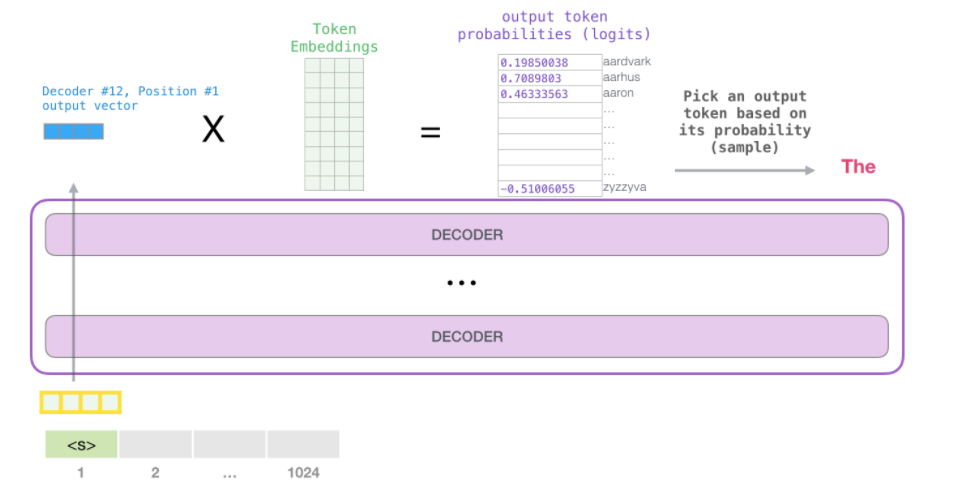 output token
probabilities (logits)
Token
Embeddings
Decoder #12, Position #1
output vector
X
=
0.19850038 aardvark
0.7089803 aarhus
0.46333563 aaron
...
...
...
...
...
-0.51006055 zyzzyva
Pick an output
token based on
its probability
(sample)
The
DECODER
...
DECODER
<s>
1 2 ... 1024